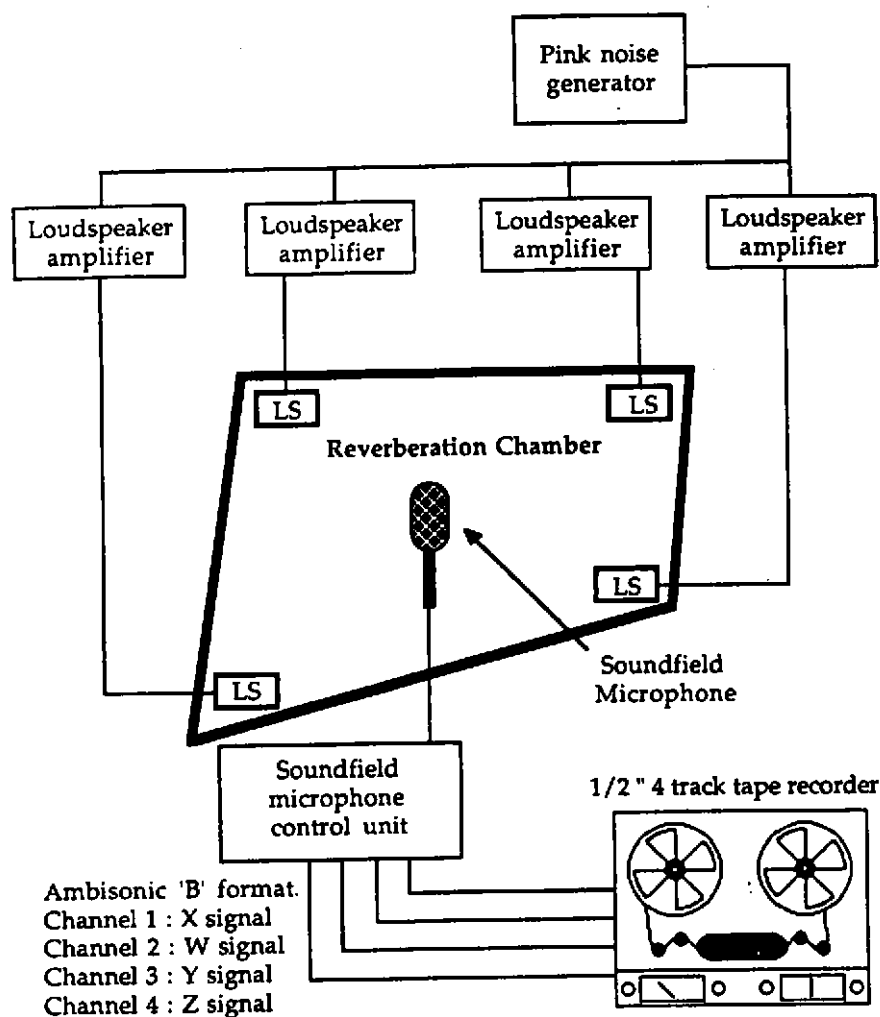 Pink noise
generator
Loudspeaker
amplifier
Loudspeaker
amplifier
Loudspeaker
amplifier
Loudspeaker
amplifier
LS
LS
Reverberation Chamber
LS
LS
Soundfield
Microphone
Soundfield
microphone
control unit
1/2 " 4 track tape recorder
Ambisonic 'B' format.
Channel 1 : X signal
Channel 2 : W signal
Channel 3 : Y signal
Channel 4 : Z signal